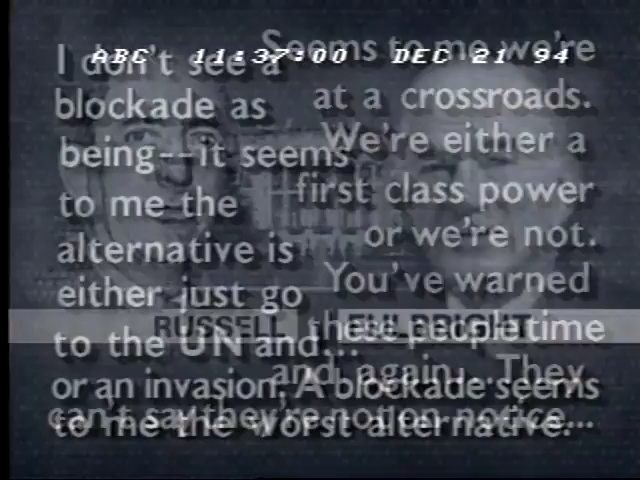 ABC 11:37:00 DEC 21 94
I don't see a
blockade as
being--it seems
to me the
alternative is
either just go
to the UN and...
or an invasion. A blockade seems
to me the worst alternative.
Seems to me we're
at a crossroads.
We're either a
first class power
or we're not.
You've warned
these people time
and again... They
can't say they're not on notice...
RUSSELL
FULBRIGHT